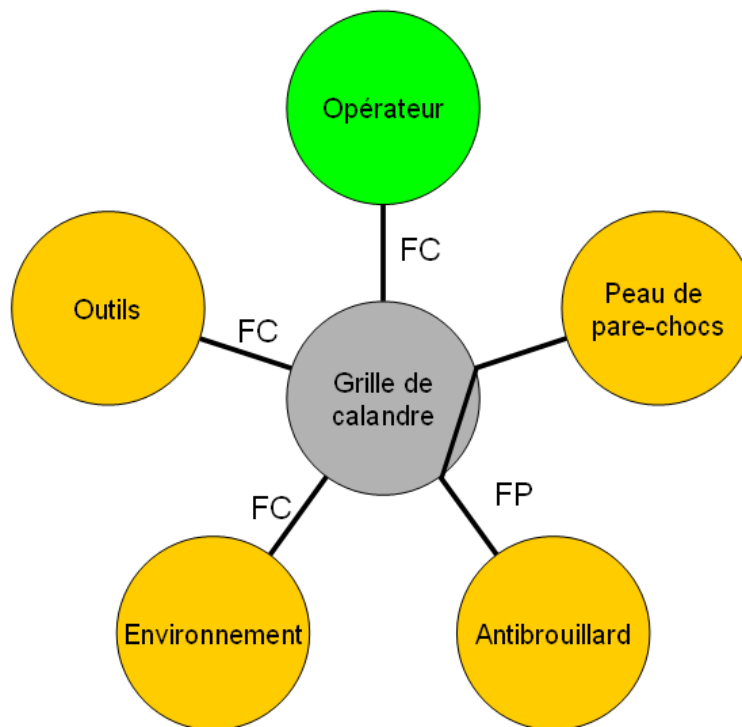 Opérateur
FC
Outils
FC
Peau de
pare-chocs
Grille de
calandre
FC
FP
Environnement
Antibrouillard